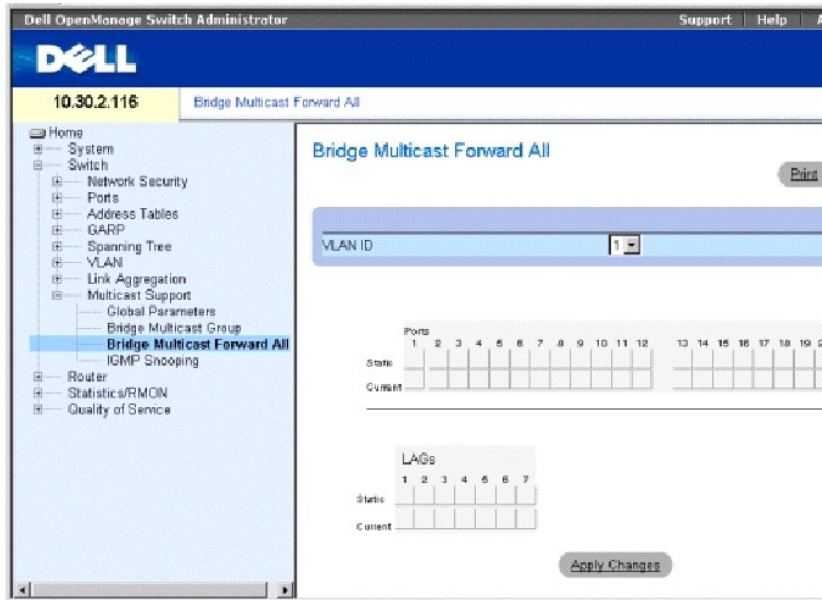 Dell OpenManage Switch Administrator
Support Help
DELL
10.30.2.116
Bridge Multicast Forward All
Home
System
Switch
Network Security
Ports
Address Tables
GARP
Spanning Tree
VLAN
Link Aggregation
Multicast Support
Global Parameters
Bridge Multicast Group
Bridge Multicast Forward All
IGMP Snooping
Router
Statistics/RMON
Quality of Service
Bridge Multicast Forward All
Print
VLAN ID 1
Ports
1 2 3 4 5 6 7 8 9 10 11 12 13 14 15 16 17 18 19
Static
Current
LAGs
1 2 3 4 5 6 7
Static
Current
Apply Changes